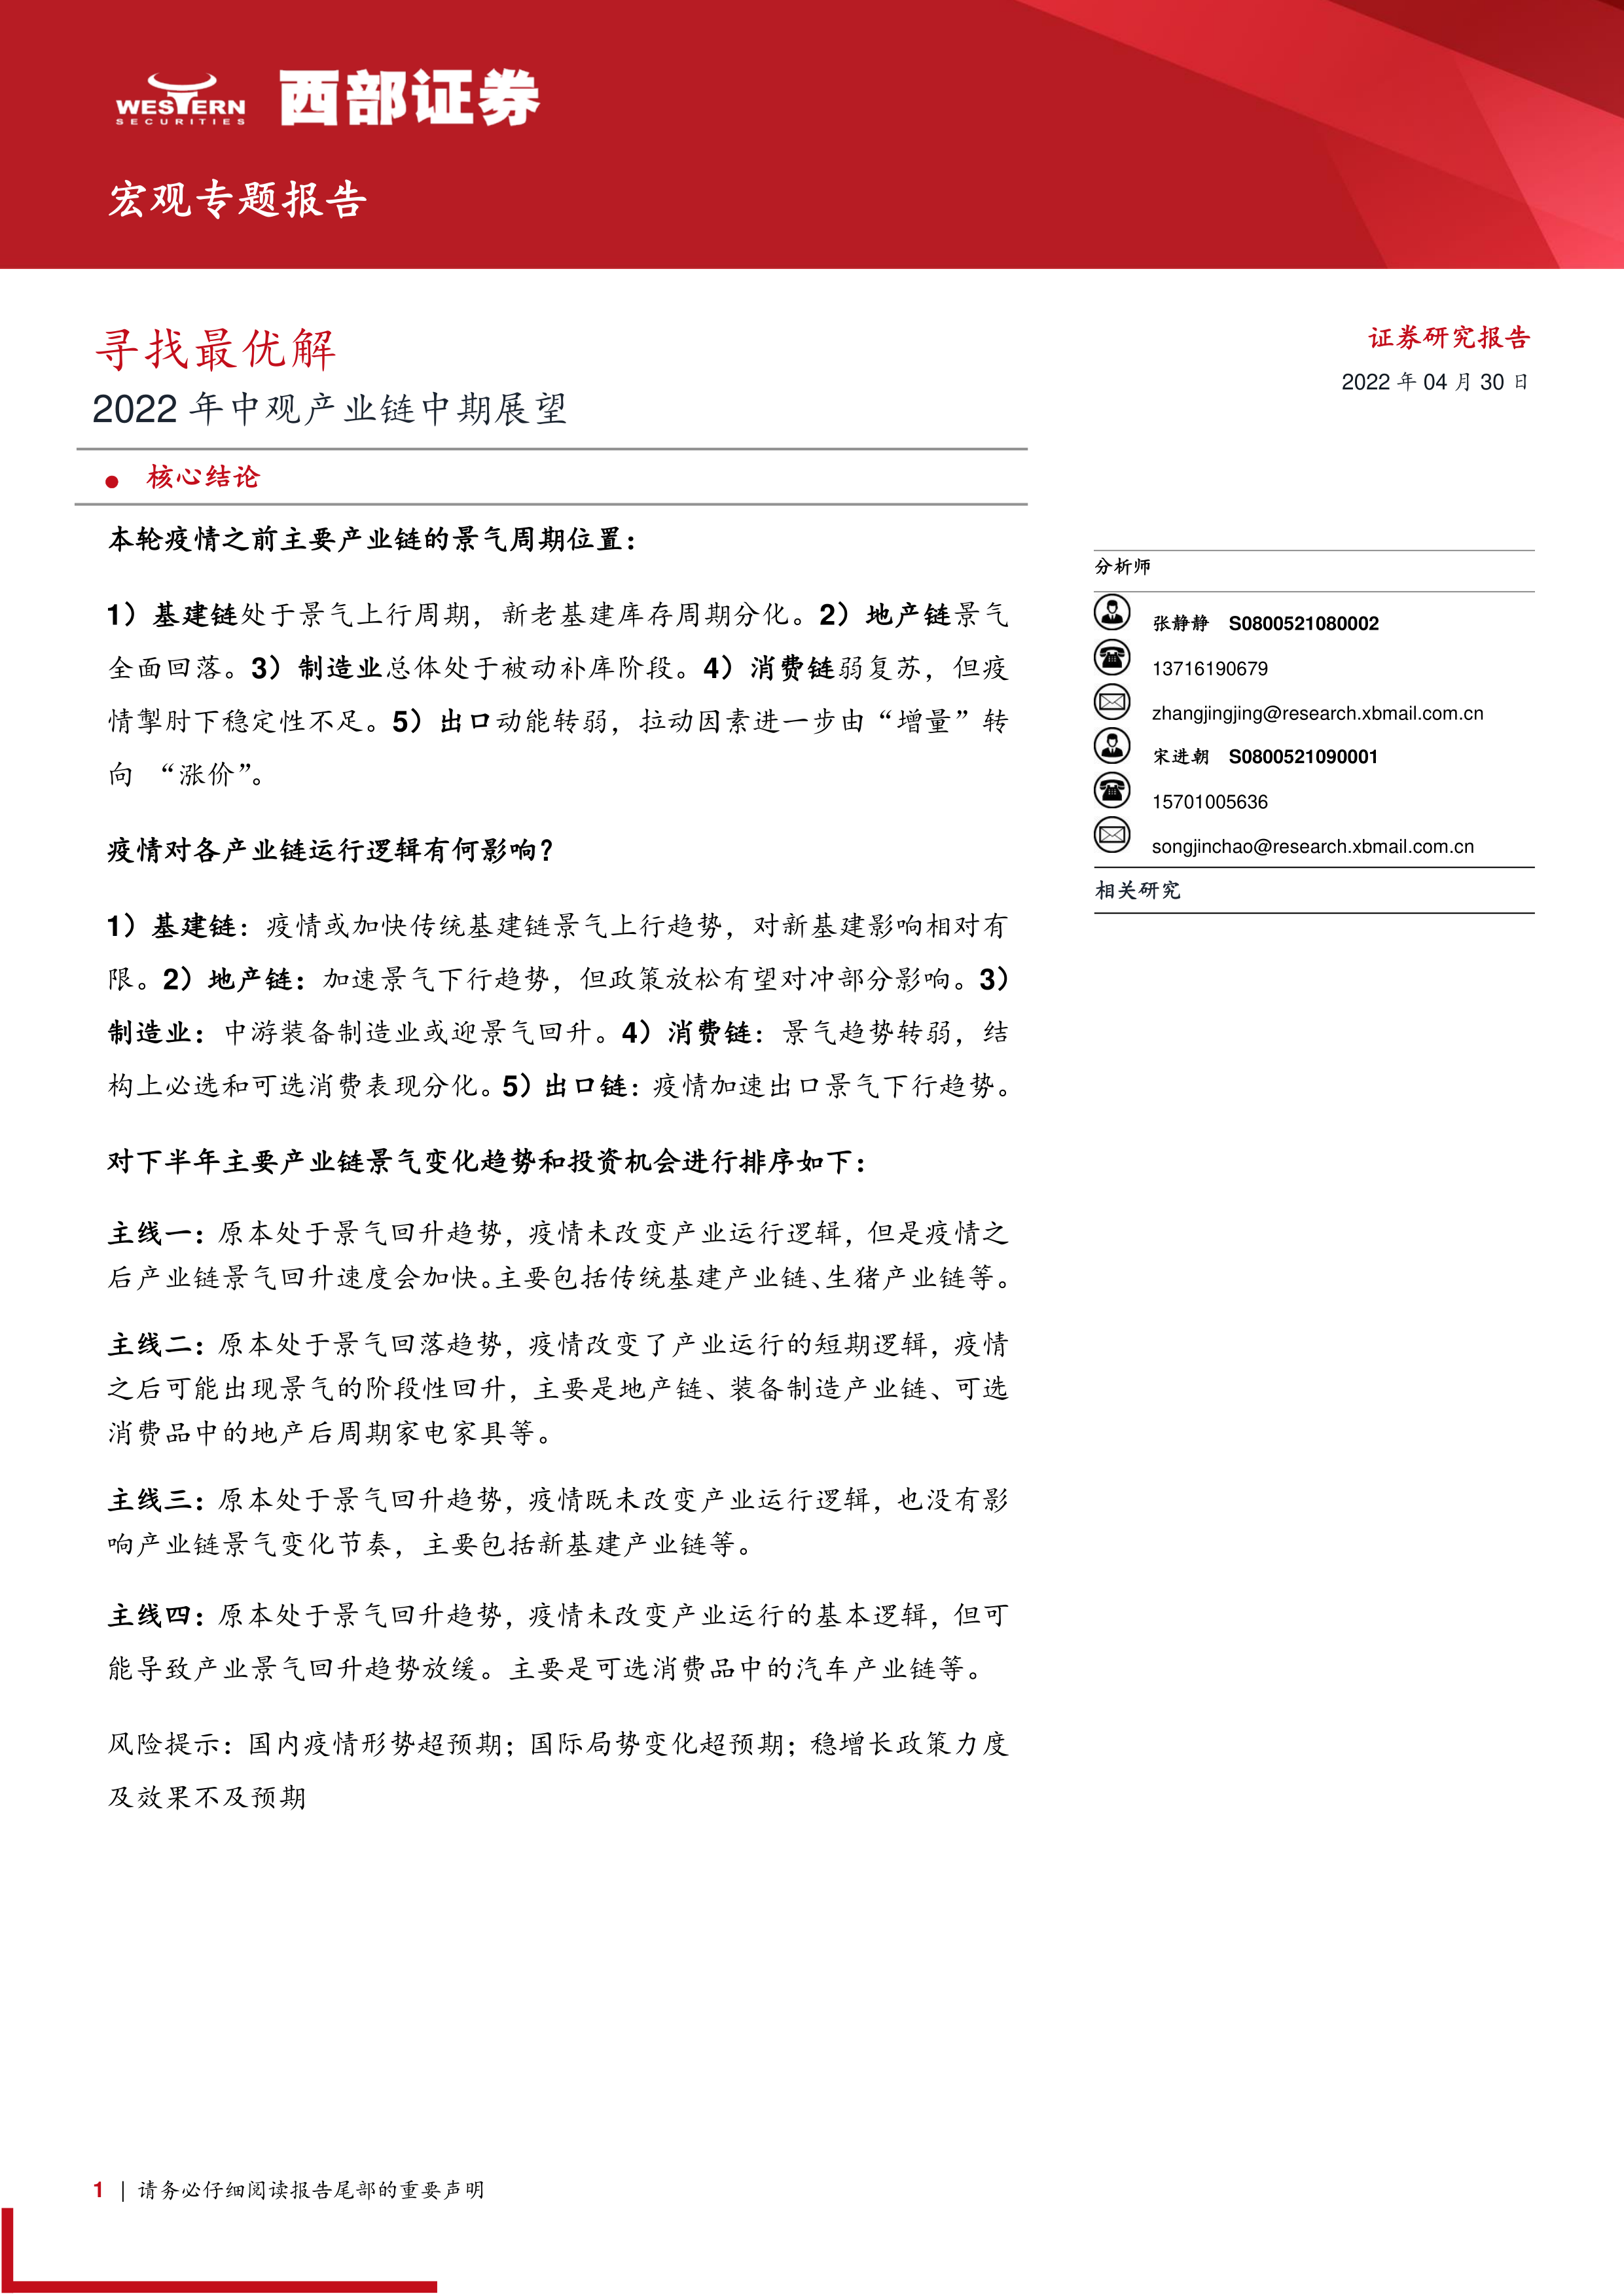 WESTERN
SECURITIES
西部证券
宏观专题报告
寻找最优解
2022 年中观产业链中期展望
证券研究报告
2022 年 04 月 30 日
● 核心结论
本轮疫情之前主要产业链的景气周期位置：
1）基建链处于景气上行周期，新老基建库存周期分化。2）地产链景气
全面回落。3）制造业总体处于被动补库阶段。4）消费链弱复苏，但疫
情掣肘下稳定性不足。5）出口动能转弱，拉动因素进一步由“增量”转
向 “涨价”。
疫情对各产业链运行逻辑有何影响？
1）基建链：疫情或加快传统基建链景气上行趋势，对新基建影响相对有
限。2）地产链：加速景气下行趋势，但政策放松有望对冲部分影响。3）
制造业：中游装备制造业或迎景气回升。4）消费链：景气趋势转弱，结
构上必选和可选消费表现分化。5）出口链：疫情加速出口景气下行趋势。
对下半年主要产业链景气变化趋势和投资机会进行排序如下：
主线一：原本处于景气回升趋势，疫情未改变产业运行逻辑，但是疫情之
后产业链景气回升速度会加快。主要包括传统基建产业链、生猪产业链等。
主线二：原本处于景气回落趋势，疫情改变了产业运行的短期逻辑，疫情
之后可能出现景气的阶段性回升，主要是地产链、装备制造产业链、可选
消费品中的地产后周期家电家具等。
主线三：原本处于景气回升趋势，疫情既未改变产业运行逻辑，也没有影
响产业链景气变化节奏，主要包括新基建产业链等。
主线四：原本处于景气回升趋势，疫情未改变产业运行的基本逻辑，但可
能导致产业景气回升趋势放缓。主要是可选消费品中的汽车产业链等。
风险提示：国内疫情形势超预期；国际局势变化超预期；稳增长政策力度
及效果不及预期
分析师
张静静 S0800521080002
13716190679
zhangjingjing@research.xbmail.com.cn
宋进朝 S0800521090001
15701005636
songjinchao@research.xbmail.com.cn
相关研究
1 | 请务必仔细阅读报告尾部的重要声明